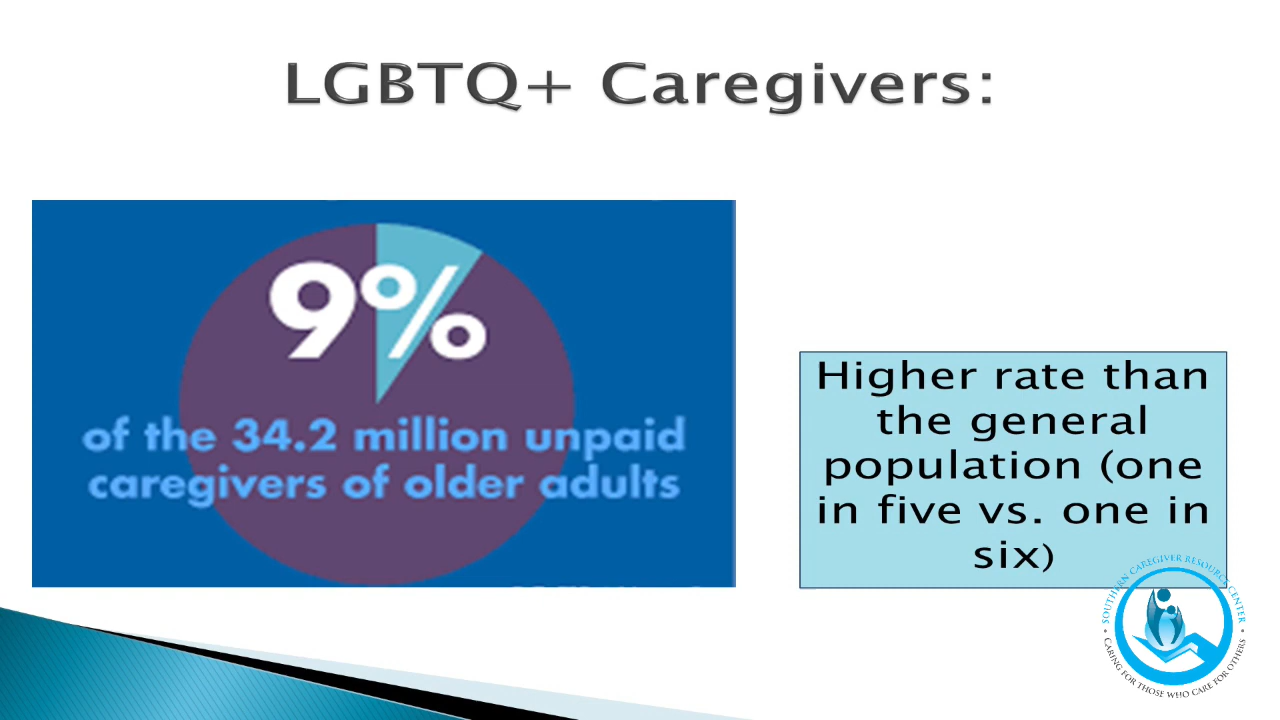 LGBTQ+ Caregivers:
9%
of the 34.2 million unpaid
caregivers of older adults
Higher rate than
the general
population (one
in five vs. one in
six)
SOUTHERN CAREGIVER RESOURCE CENTER
• CARING FOR THOSE WHO CARE FOR OTHERS •